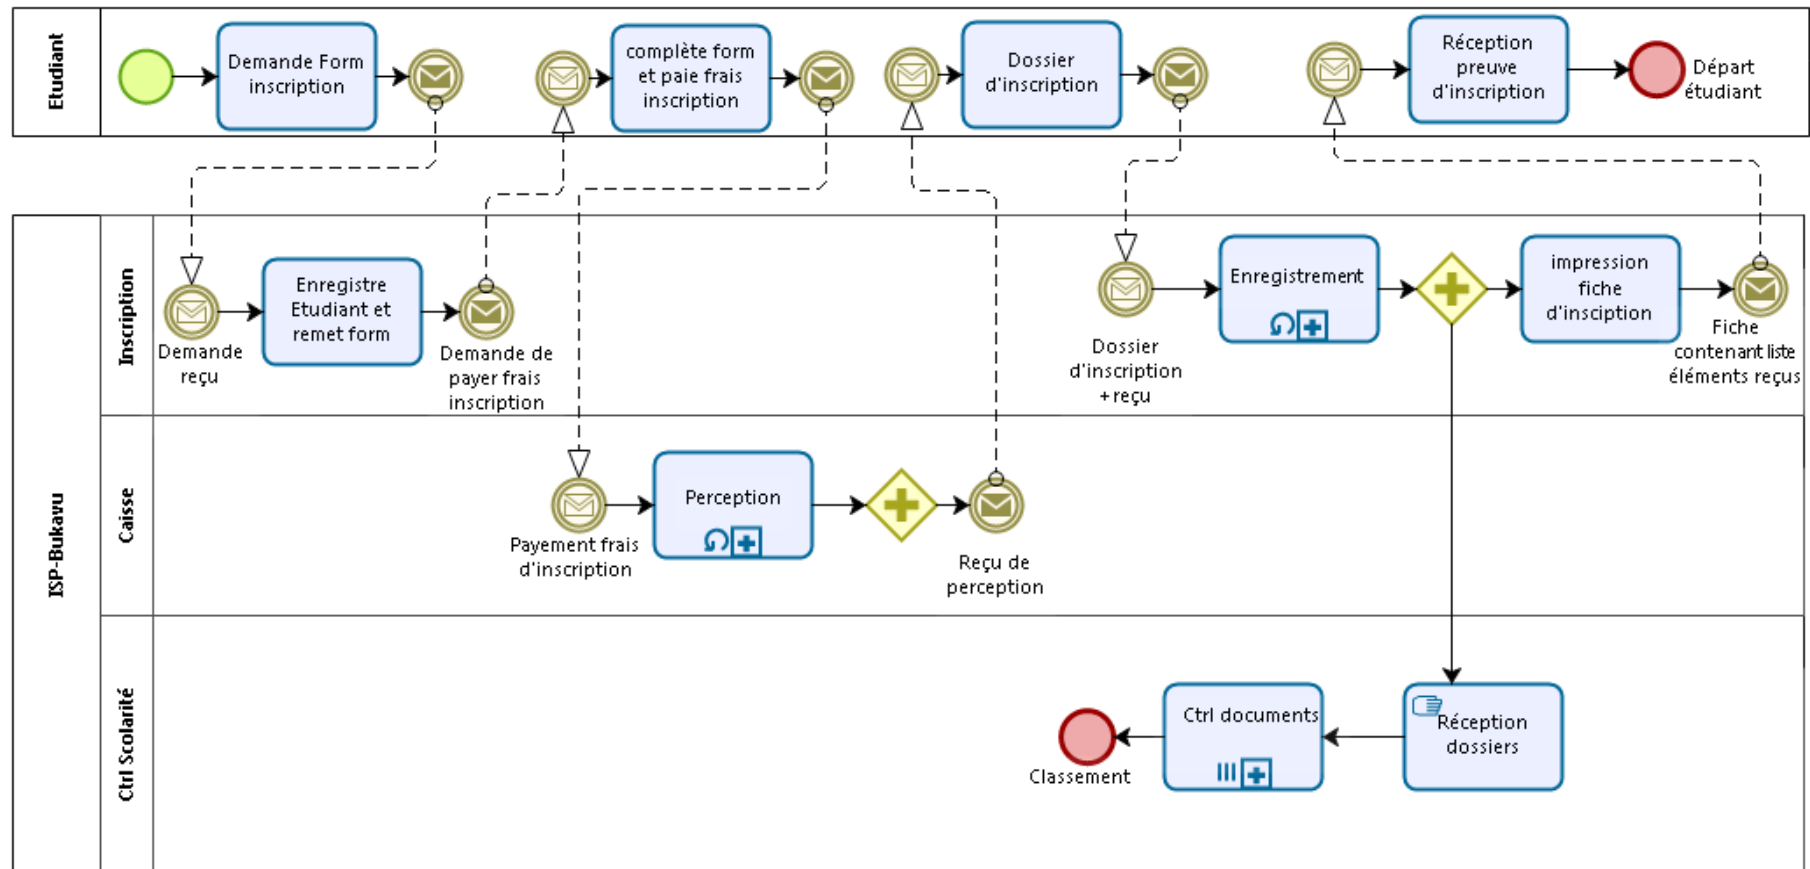 Etudiant
Demande Form
inscription
complète form
et paie frais
inscription
Dossier
d'inscription
Réception
preuve
d'inscription
Départ
étudiant
ISP-Bukavu
Inscription
Demande
reçu
Enregistre
Etudiant et
remet form
Demande de
payer frais
inscription
Dossier
d'inscription
+ reçu
Enregistrement
impression
fiche
d'insciption
Fiche
contenant liste
éléments reçus
Caisse
Payement frais
d'inscription
Perception
Reçu de
perception
Ctrl Scolarité
Classement
Ctrl documents
Réception
dossiers